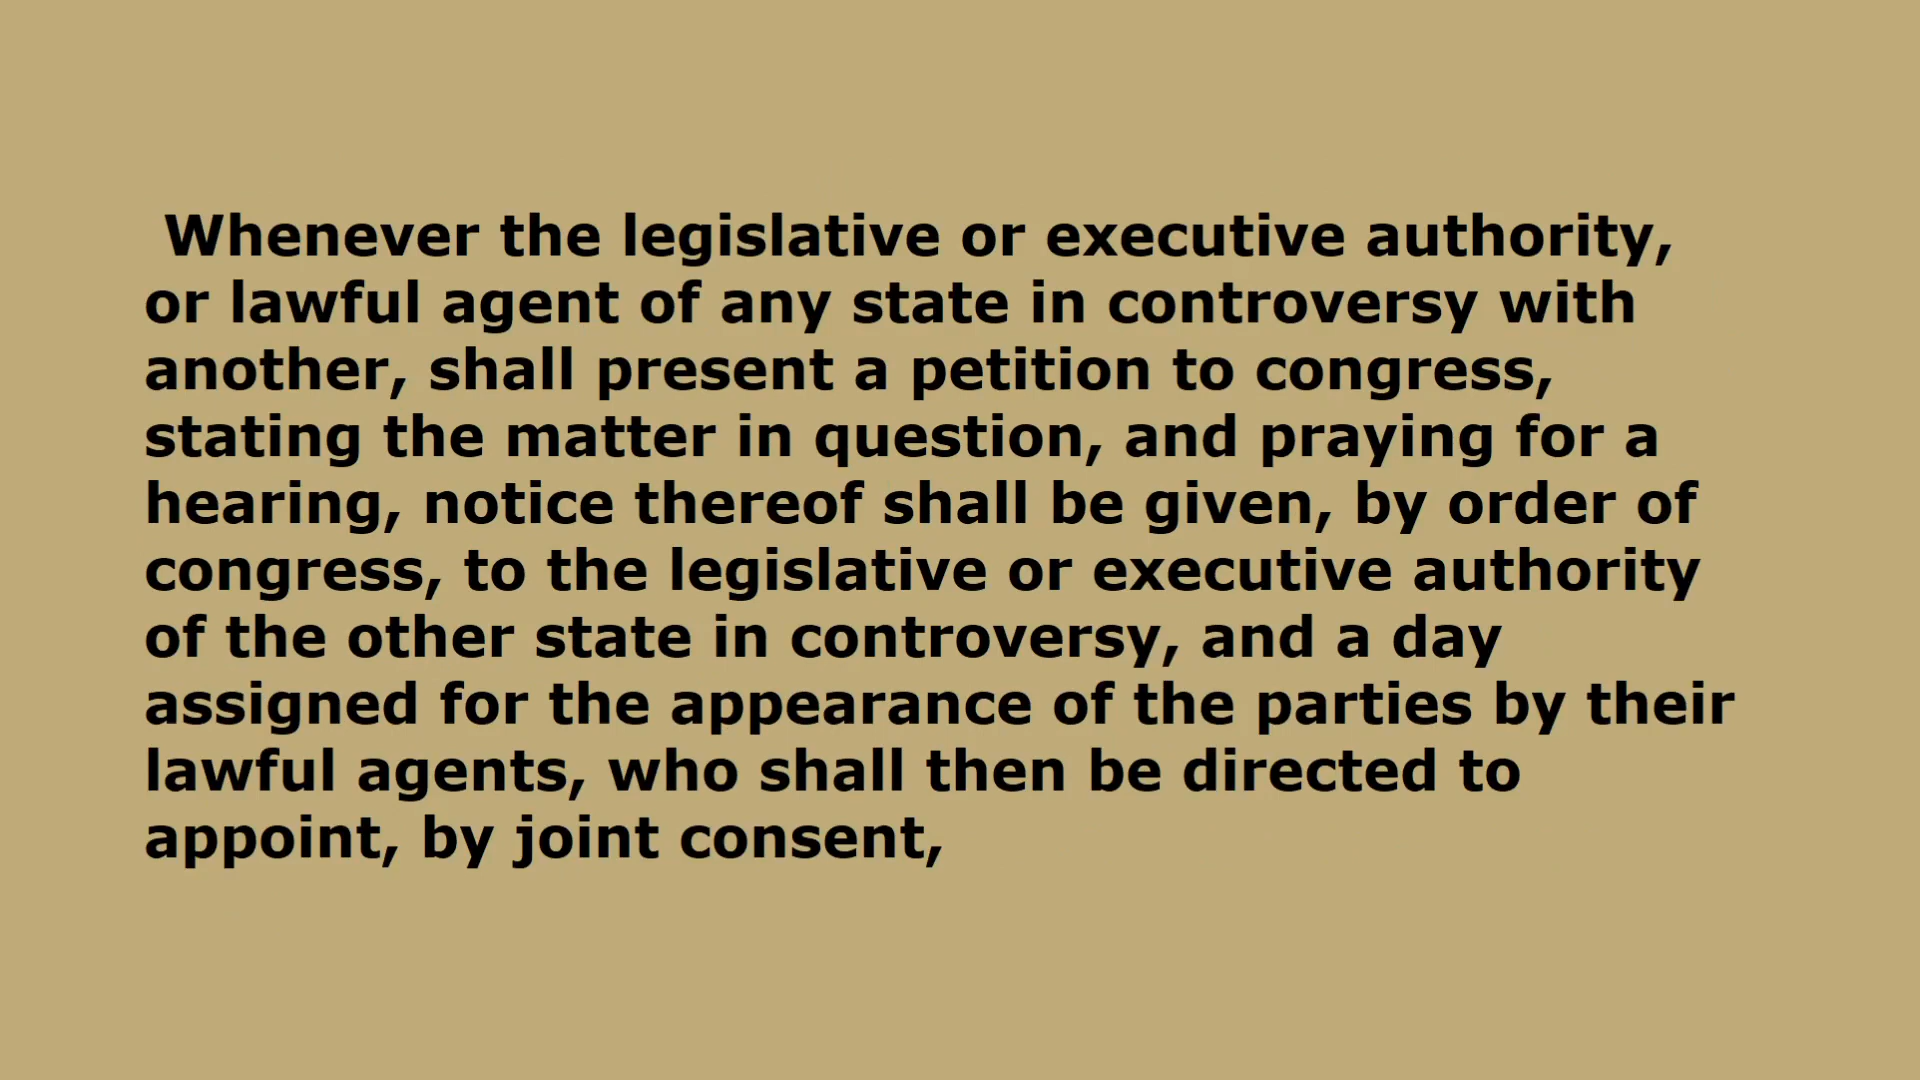 Whenever the legislative or executive authority,
or lawful agent of any state in controversy with
another, shall present a petition to congress,
stating the matter in question, and praying for a
hearing, notice thereof shall be given, by order of
congress, to the legislative or executive authority
of the other state in controversy, and a day
assigned for the appearance of the parties by their
lawful agents, who shall then be directed to
appoint, by joint consent,